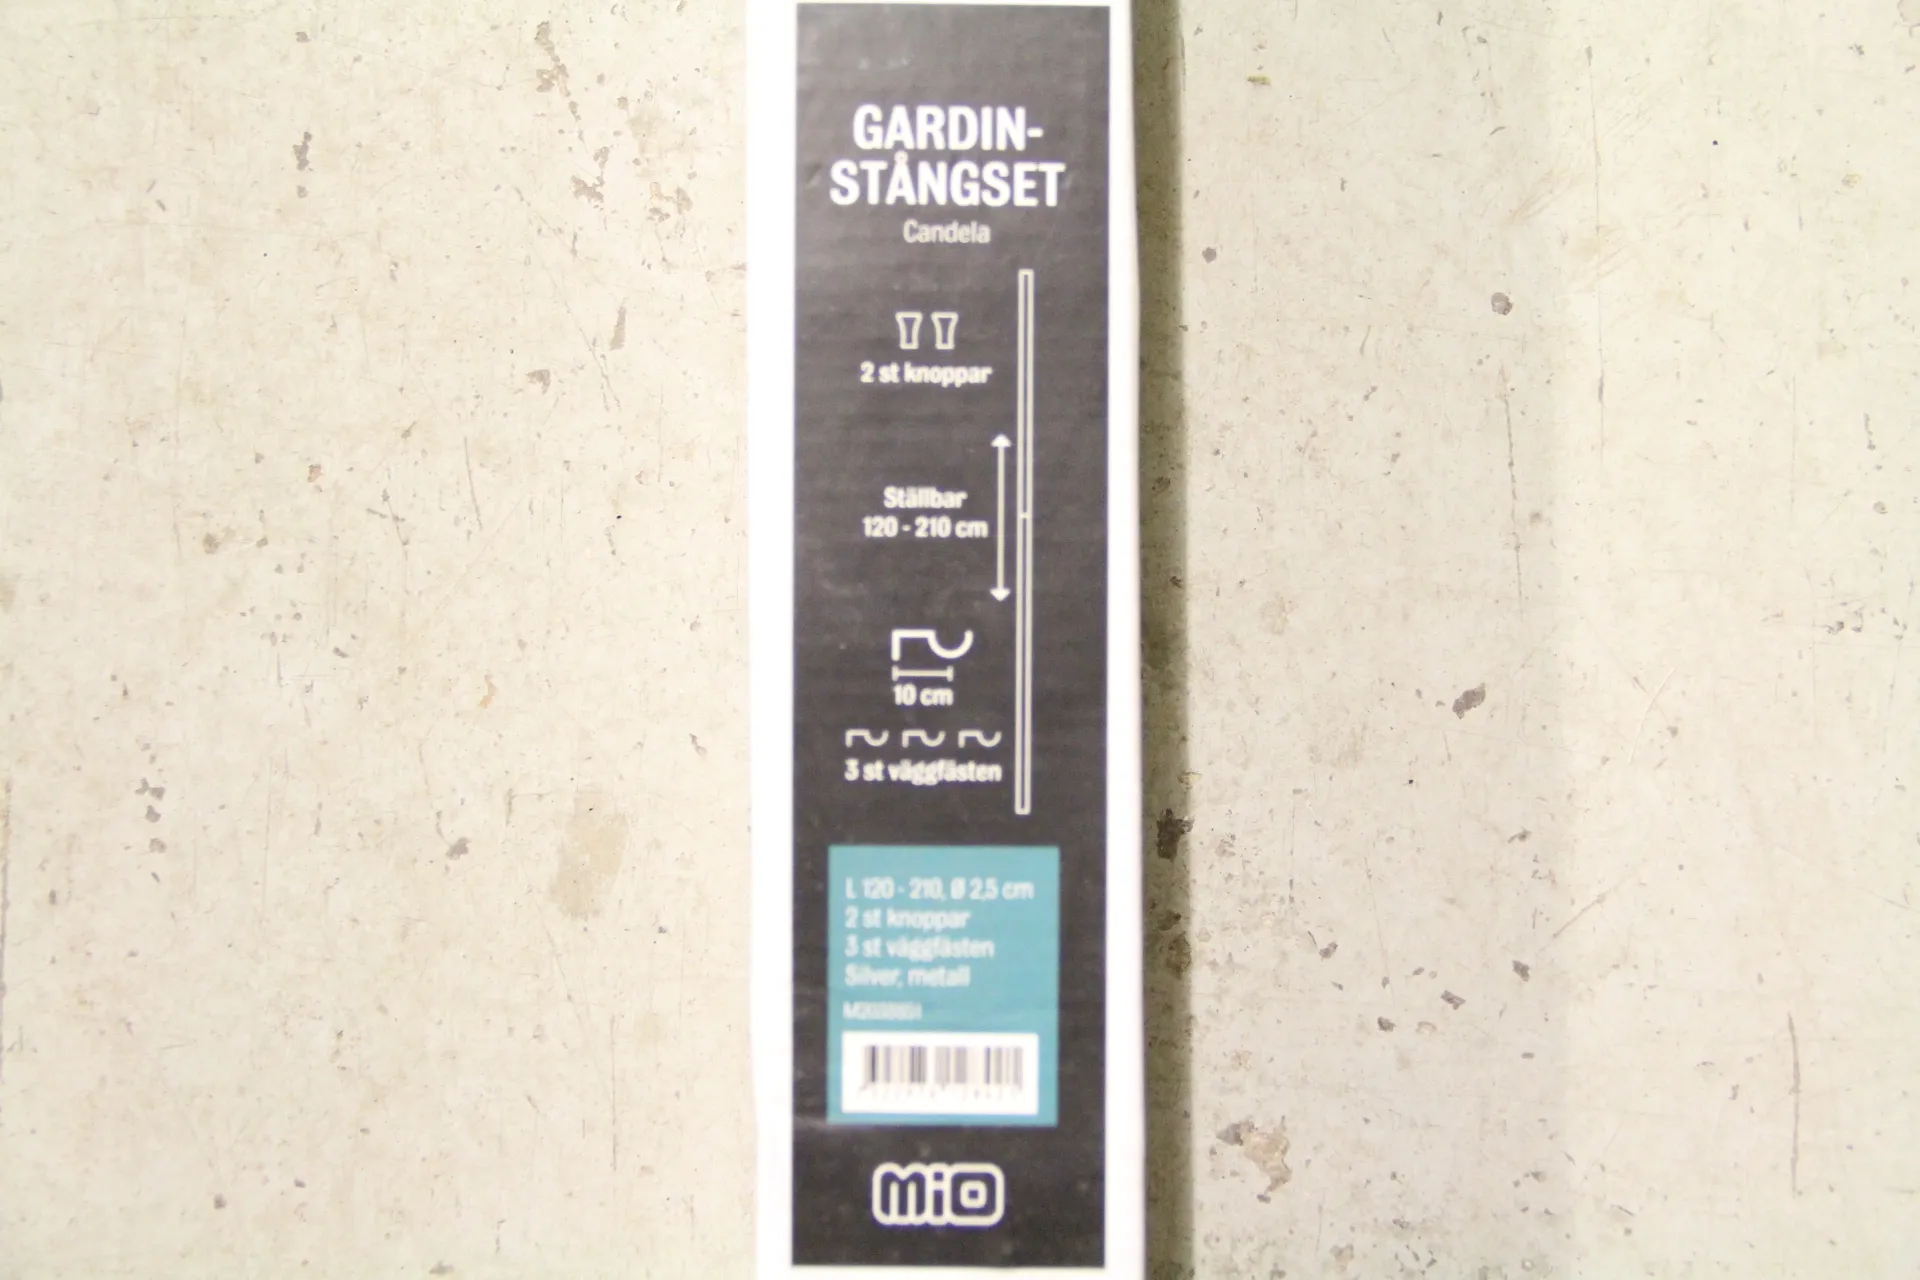 GARDIN-
STÅNGSET
Candela
2 st knoppar
Ställbar
120 - 210 cm
10 cm
3 st väggfästen
L 120 - 210, Ø 2,5 cm
2 st knoppar
3 st väggfästen
Silver, metall
mio